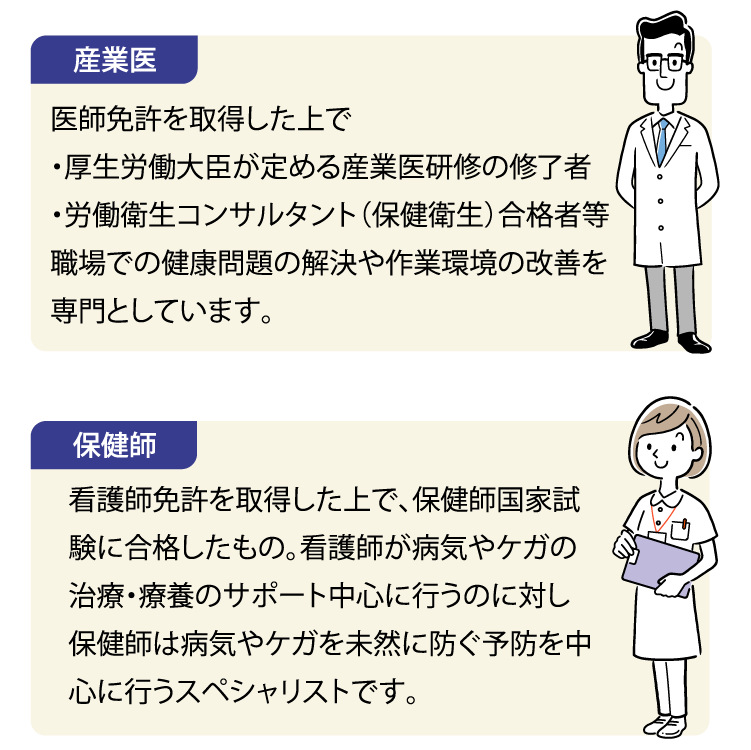 産業医
医師免許を取得した上で
・厚生労働大臣が定める産業医研修の修了者
・労働衛生コンサルタント（保健衛生）合格者等
職場での健康問題の解決や作業環境の改善を
専門としています。
保健師
看護師免許を取得した上で、保健師国家試
験に合格したもの。看護師が病気やケガの
治療・療養のサポート中心に行うのに対し
保健師は病気やケガを未然に防ぐ予防を中
心に行うスペシャリストです。